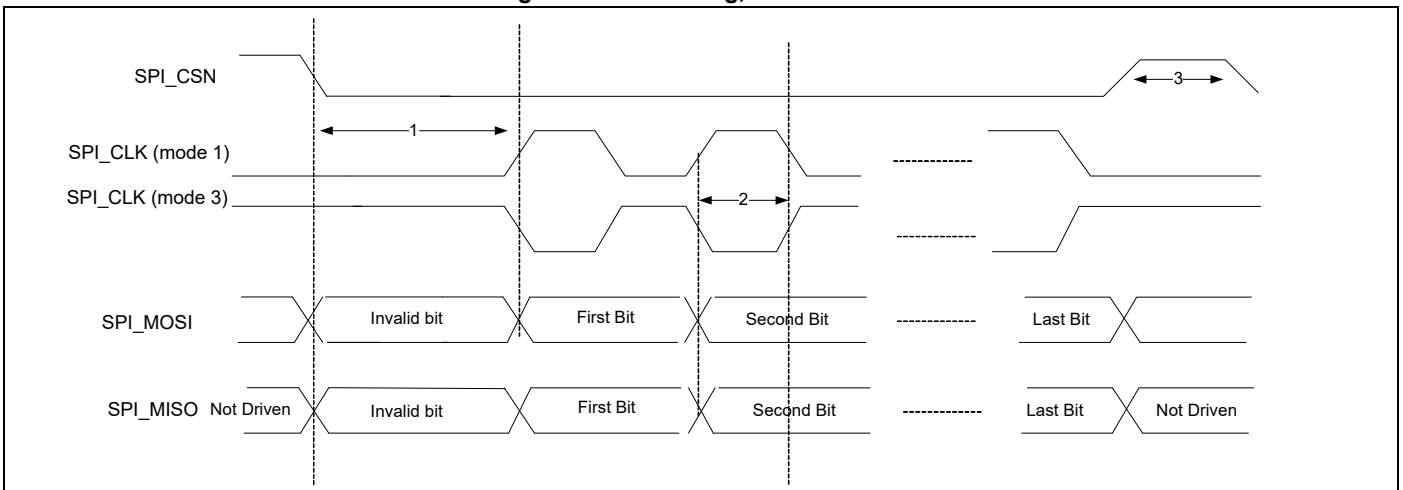 SPI_CSN
3
1
SPI_CLK (mode 1)
SPI_CLK (mode 3)
2
SPI_MOSI
Invalid bit
First Bit
Second Bit
Last Bit
SPI_MISO
Not Driven
Invalid bit
First Bit
Second Bit
Last Bit
Not Driven